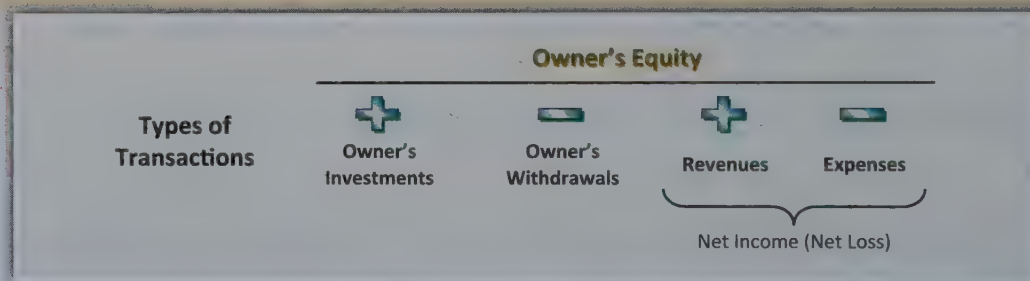 Owner's Equity
Types of
Transactions
+
Owner's
Investments
−
Owner's
Withdrawals
+
Revenues
−
Expenses
Net Income (Net Loss)